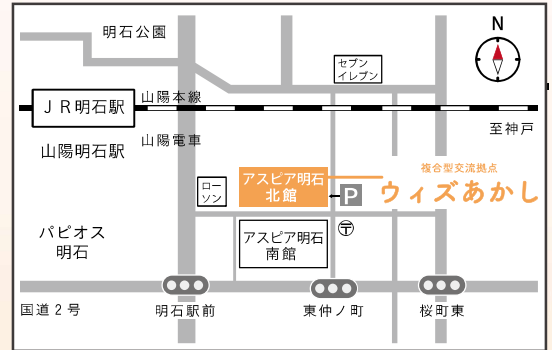 明石公園
N
セブン
イレブン
JR明石駅
山陽本線
至神戸
山陽電車
山陽明石駅
複合型交流拠点
アスピア明石
北館
ウィズあかし
P
ロー
ソン
〒
パピオス
明石
アスピア明石
南館
国道2号
明石駅前
東仲ノ町
桜町東